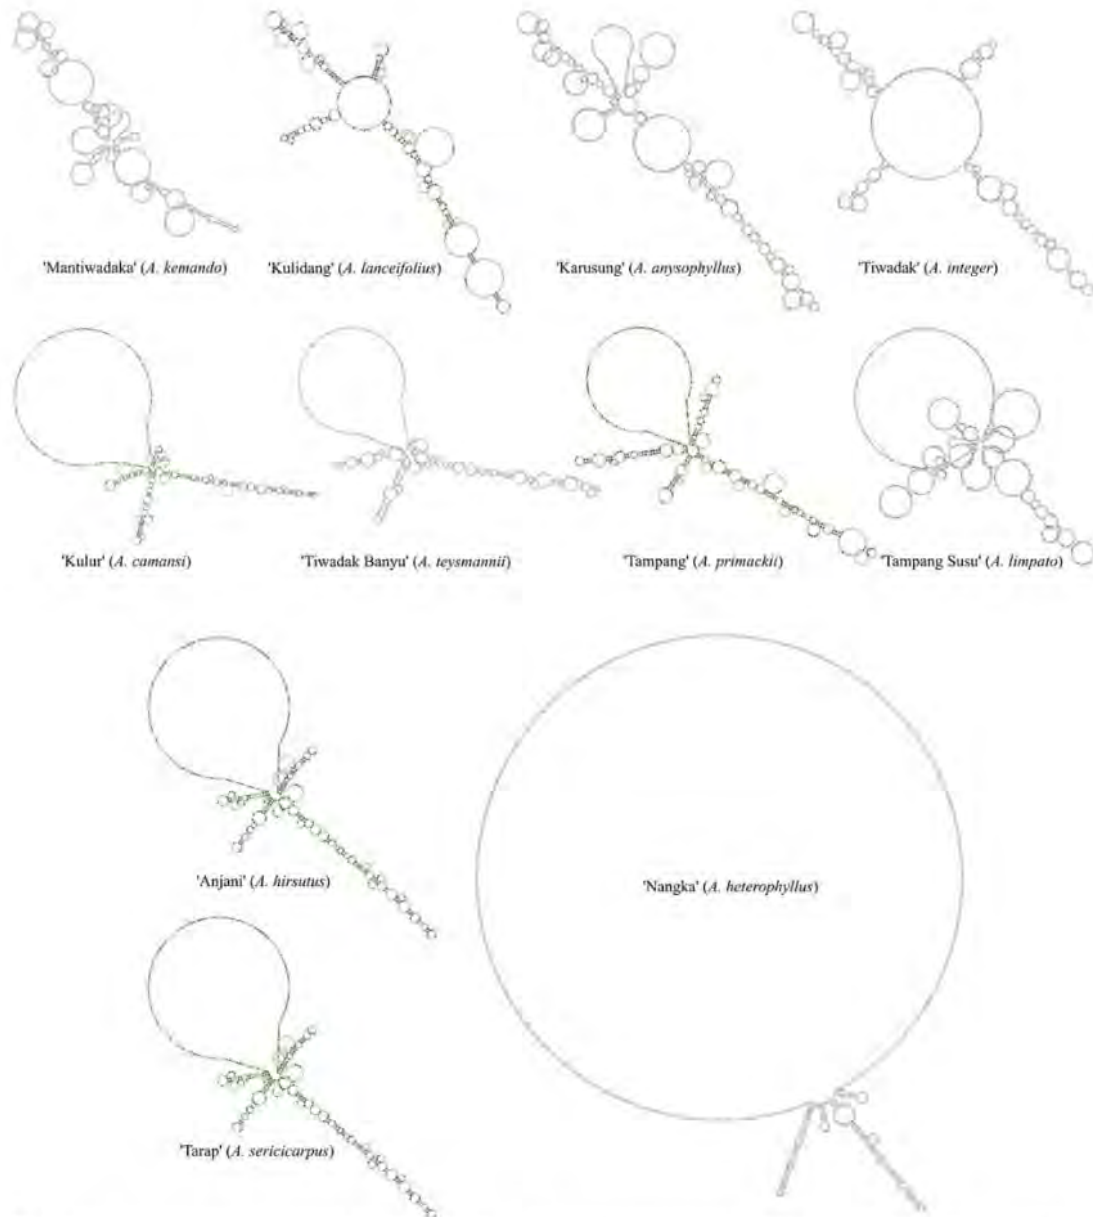 'Mantiwadaka' (A. kemando)
'Kulidang' (A. lanceifolius)
'Karusung' (A. anysophyllus)
'Tiwadak' (A. integer)
'Kulur' (A. camansi)
'Tiwadak Banyu' (A. teysmannii)
'Tampang' (A. primackii)
'Tampang Susu' (A. limpato)
'Anjani' (A. hirsutus)
'Nangka' (A. heterophyllus)
'Tarap' (A. sericicarpus)